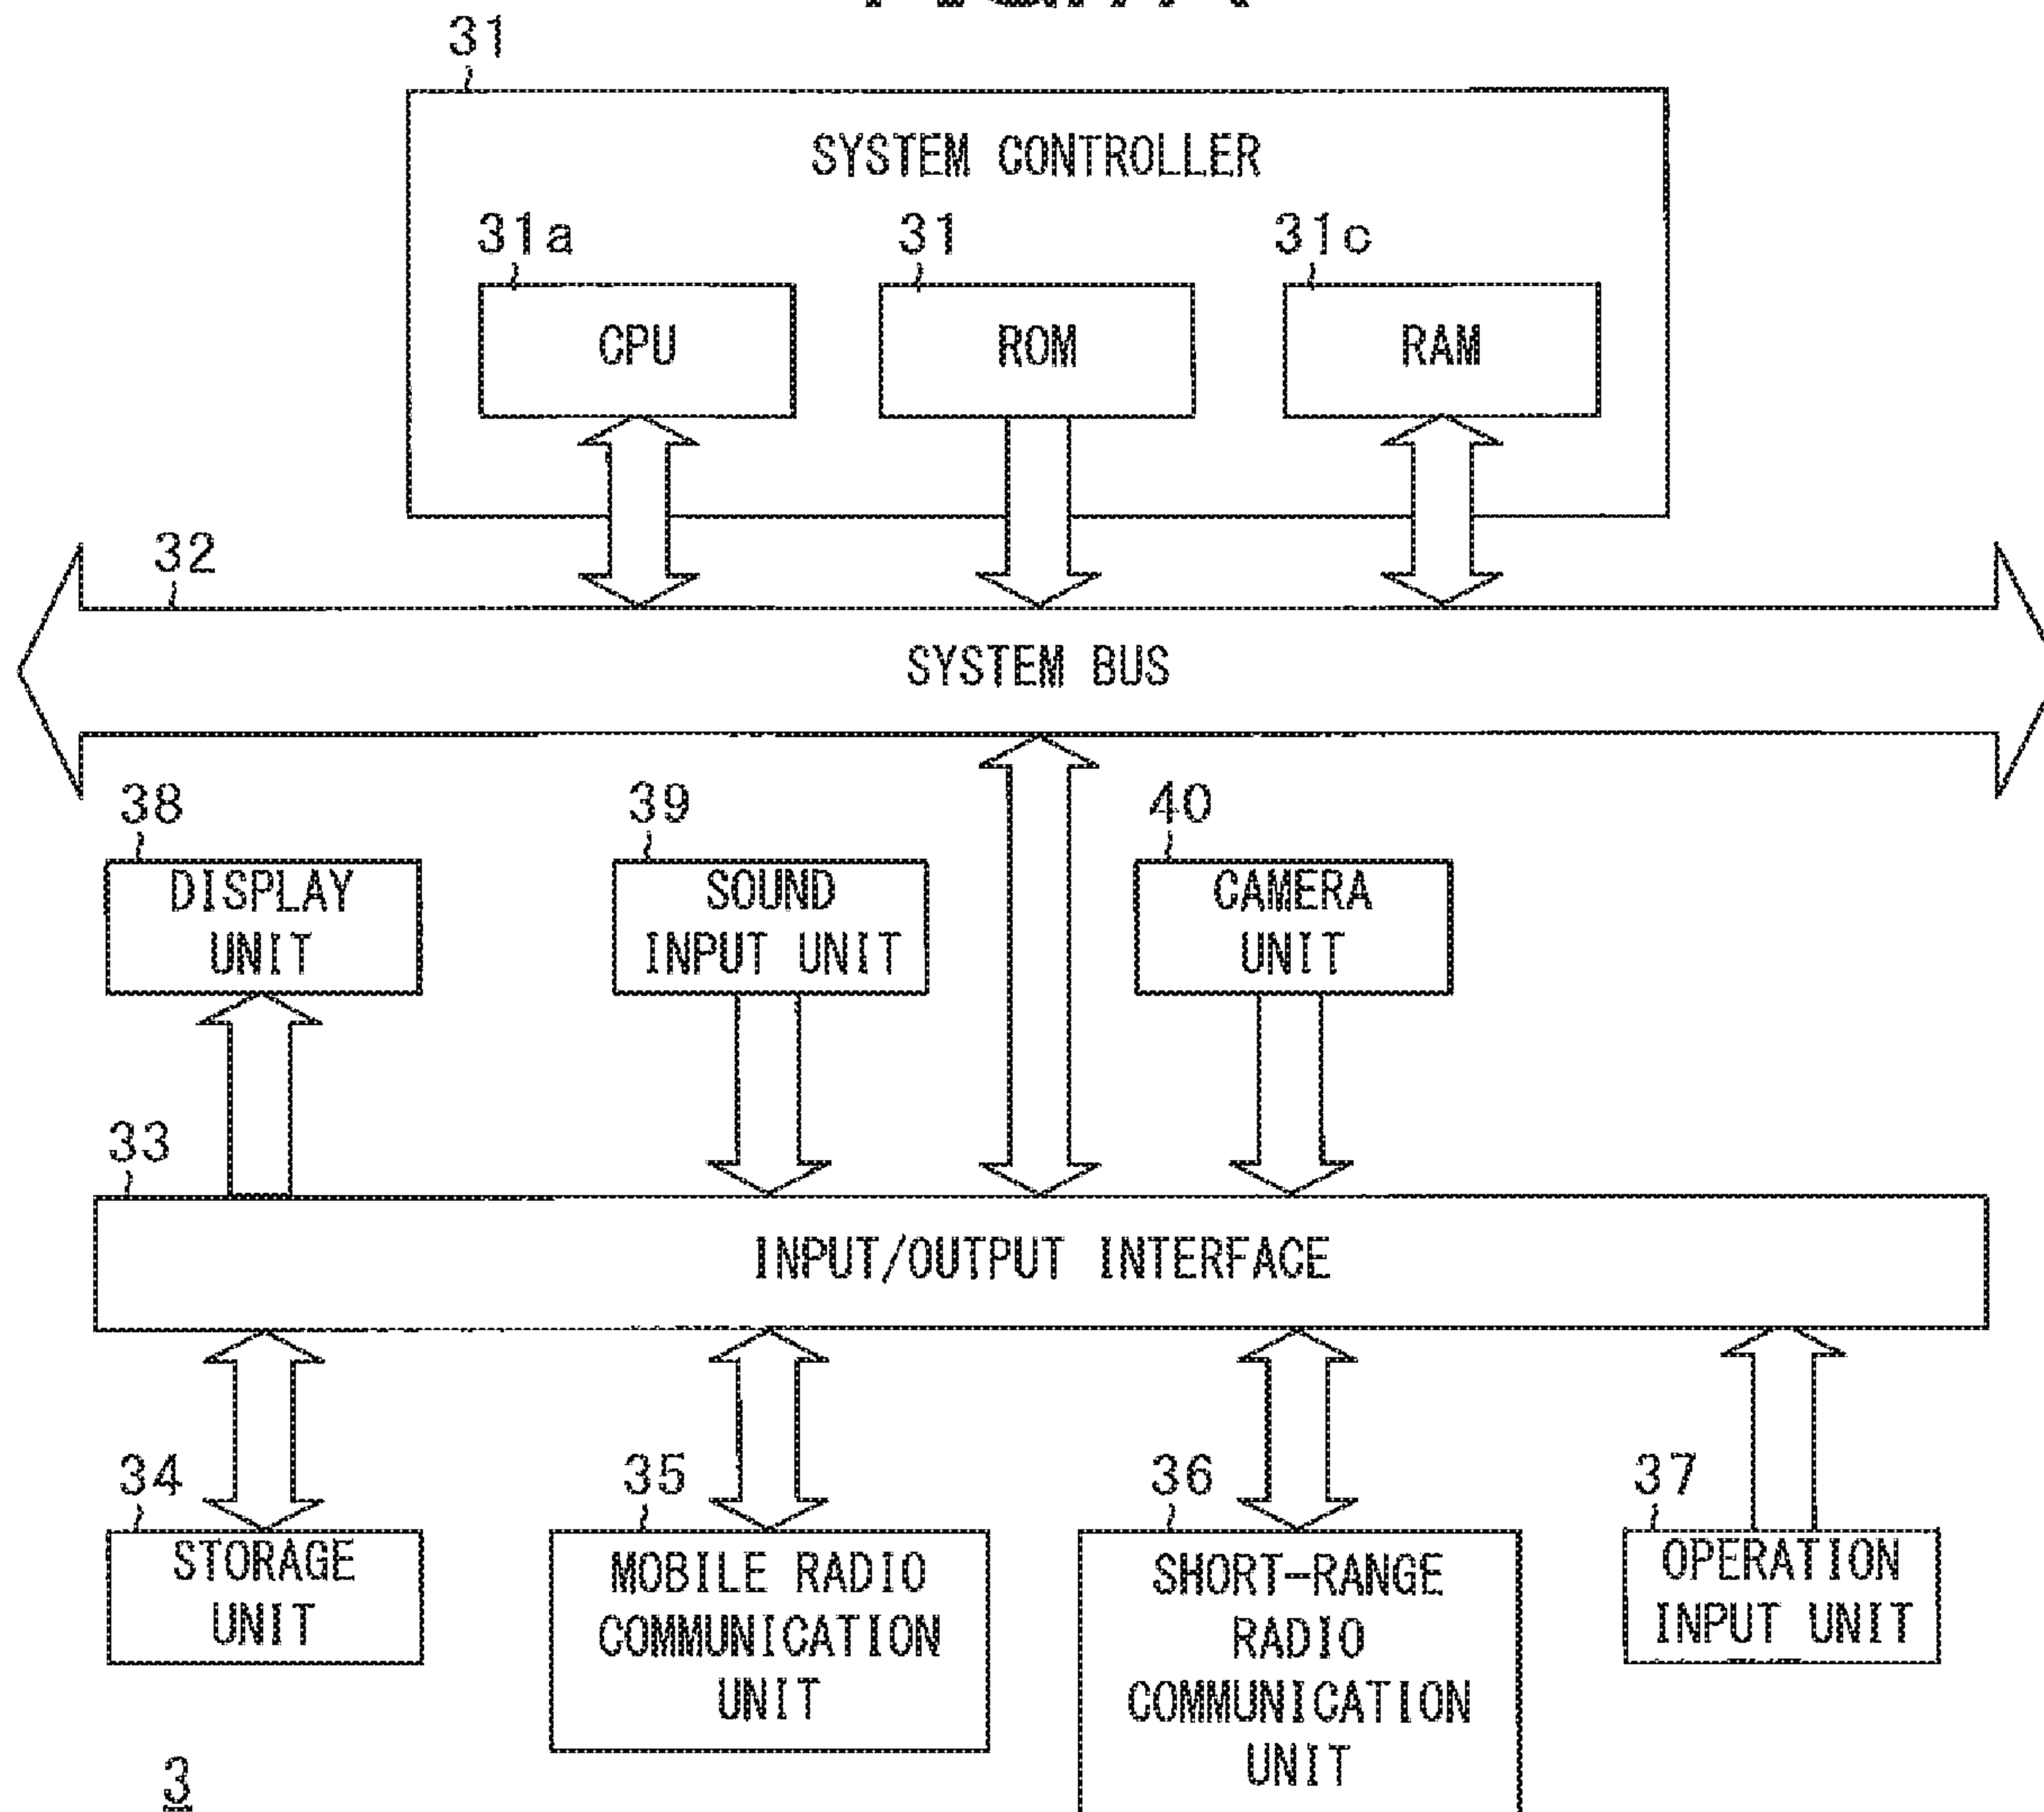 31
SYSTEM CONTROLLER
31a
31
31c
CPU
ROM
RAM
32
SYSTEM BUS
38
39
40
DISPLAY
UNIT
SOUND
INPUT UNIT
CAMERA
UNIT
33
INPUT/OUTPUT INTERFACE
34
35
36
37
STORAGE
UNIT
MOBILE RADIO
COMMUNICATION
UNIT
SHORT-RANGE
RADIO
COMMUNICATION
UNIT
OPERATION
INPUT UNIT
3